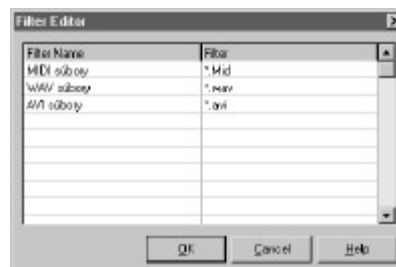 Filter Editor
Filter Name Filter
MIDI súbory *.Mid
WAV súbory *.wav
AVI súbory *.avi
OK Cancel Help